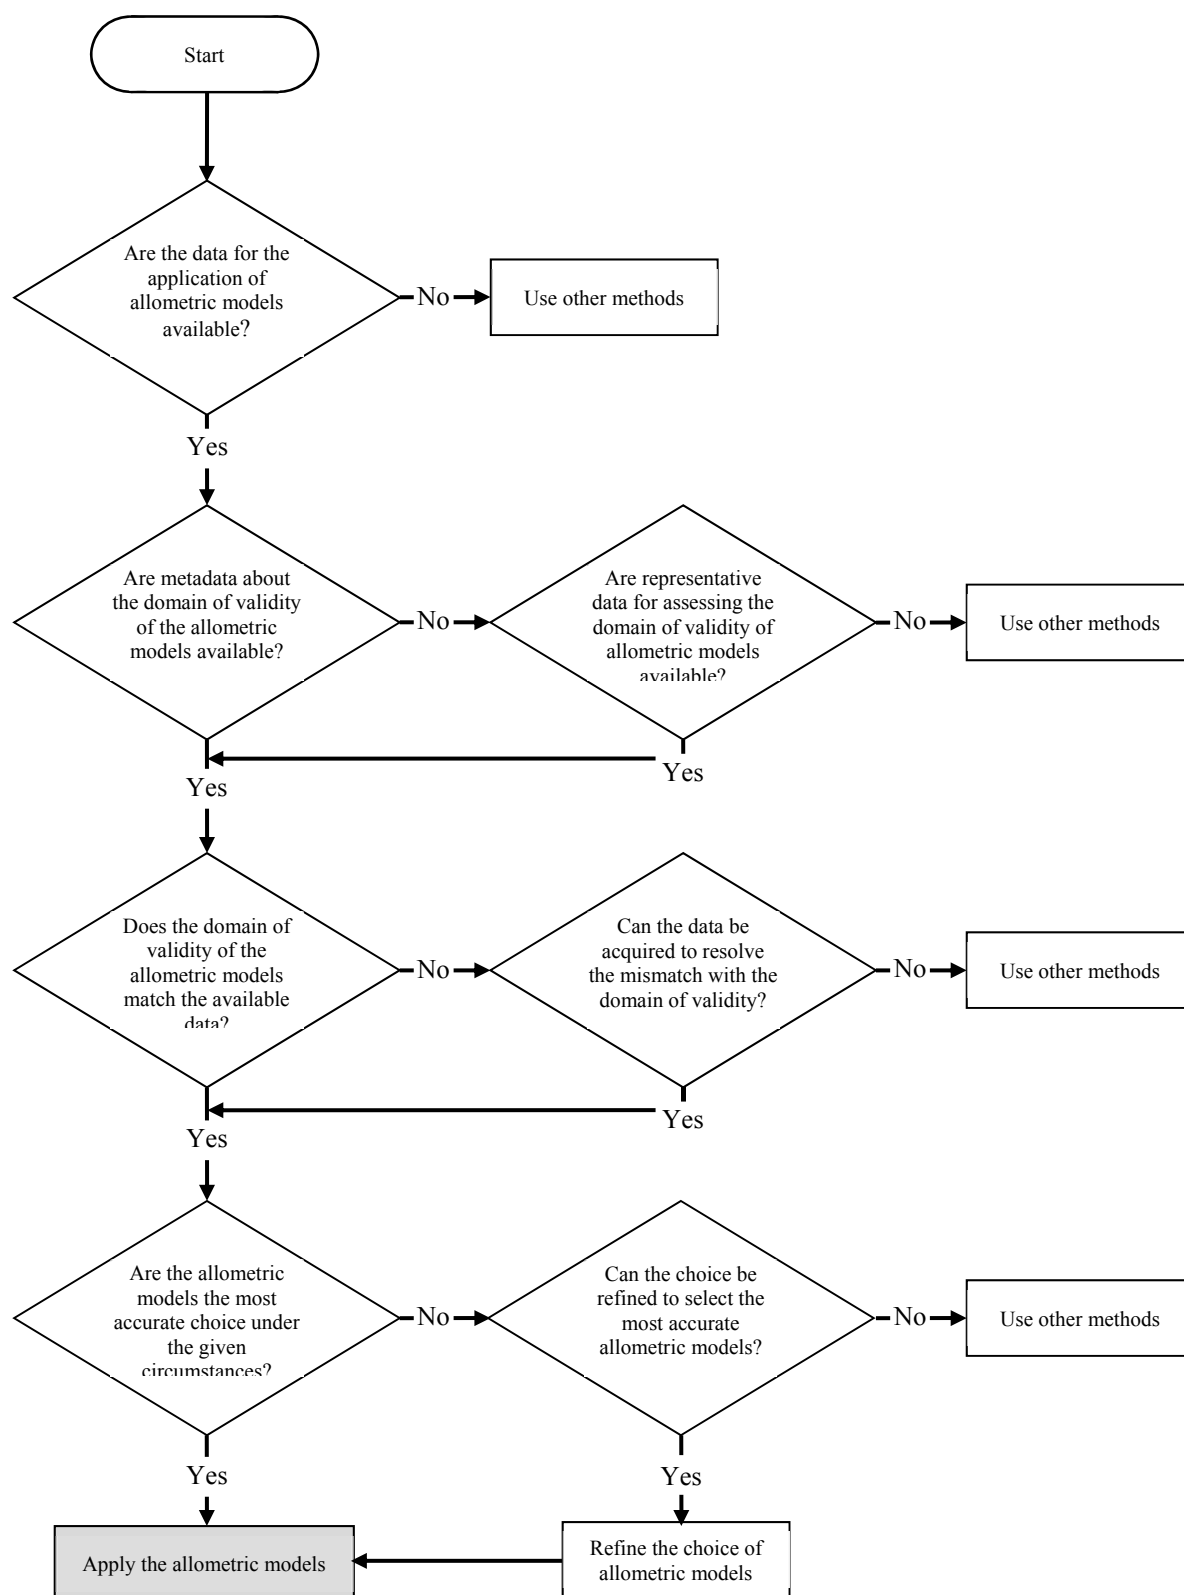 Start
Are the data for the
application of
allometric models
available?
No
Use other methods
Yes
Are metadata about
the domain of validity
of the allometric
models available?
No
Are representative
data for assessing the
domain of validity of
allometric models
available?
No
Use other methods
Yes
Yes
Does the domain of
validity of the
allometric models
match the available
data?
No
Can the data be
acquired to resolve
the mismatch with the
domain of validity?
No
Use other methods
Yes
Yes
Are the allometric
models the most
accurate choice under
the given
circumstances?
No
Can the choice be
refined to select the
most accurate
allometric models?
No
Use other methods
Yes
Yes
Apply the allometric models
Refine the choice of
allometric models